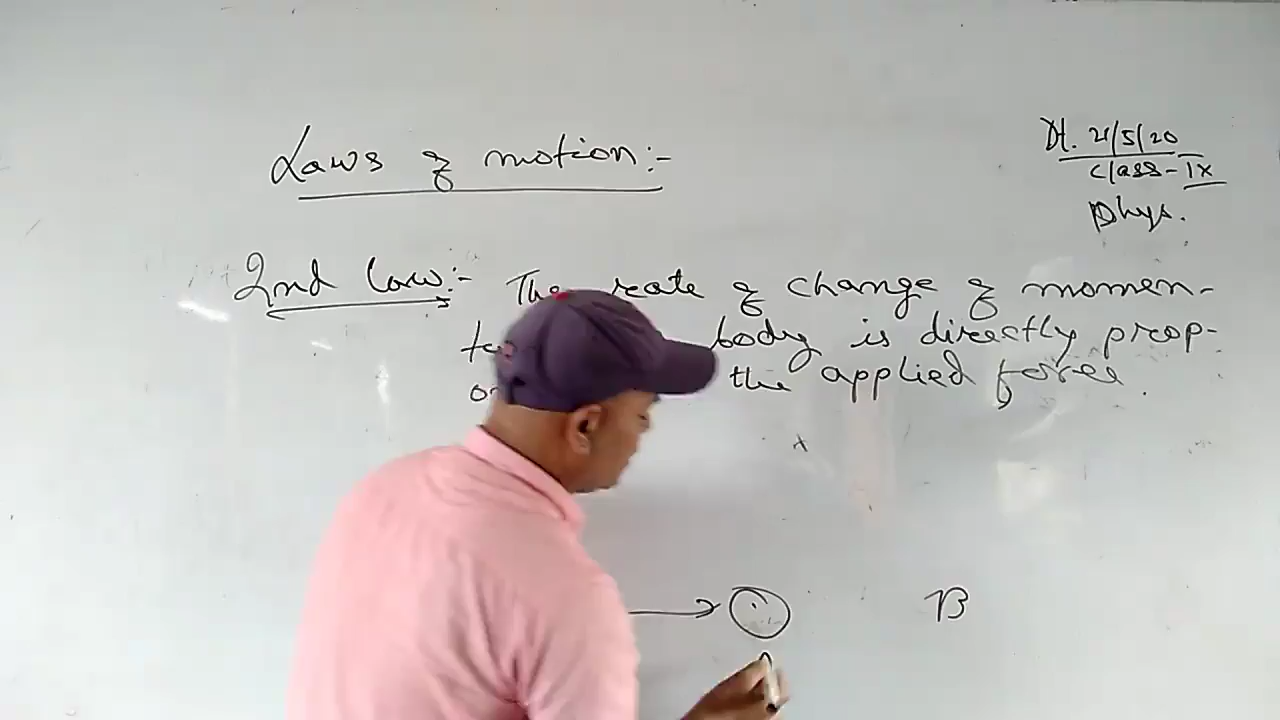 Laws of motion:-
Dt. 21/5/20
Class-IX
Phys.
2nd law:- The rate of change of momen-
body is directly prop-
the applied force.
B